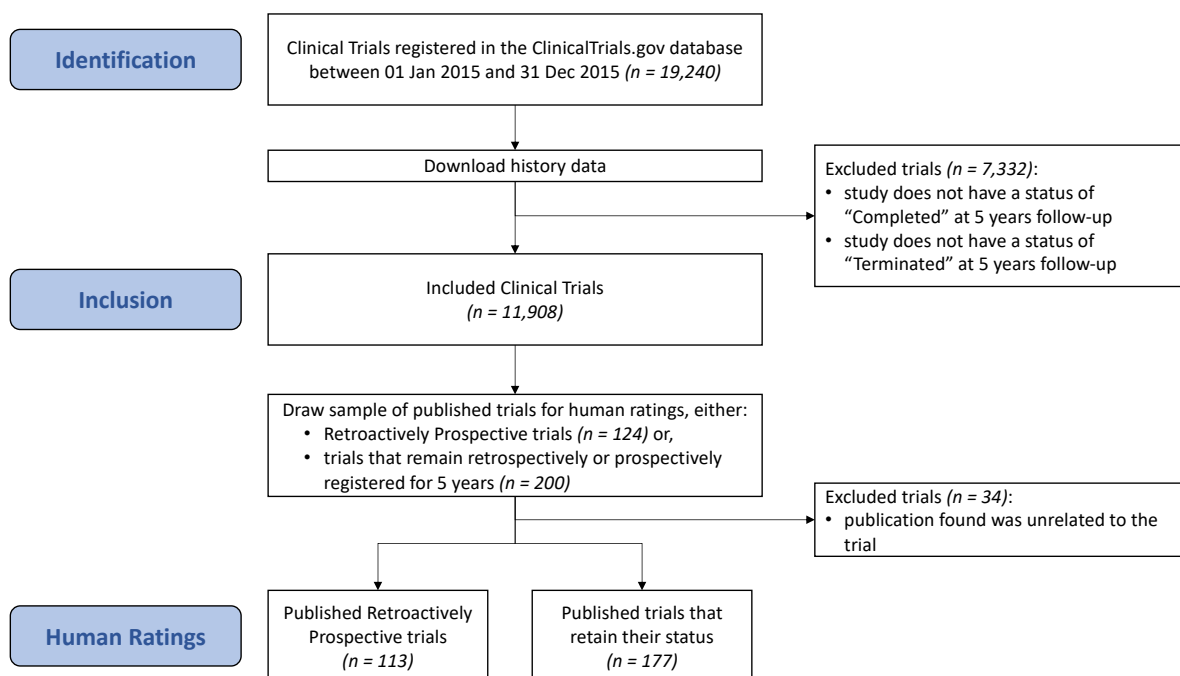 Identification
Clinical Trials registered in the ClinicalTrials.gov database
between 01 Jan 2015 and 31 Dec 2015 (n = 19,240)
Download history data
Excluded trials (n = 7,332):
• study does not have a status of
“Completed” at 5 years follow-up
• study does not have a status of
“Terminated” at 5 years follow-up
Inclusion
Included Clinical Trials
(n = 11,908)
Draw sample of published trials for human ratings, either:
• Retroactively Prospective trials (n = 124) or,
• trials that remain retrospectively or prospectively
registered for 5 years (n = 200)
Excluded trials (n = 34):
• publication found was unrelated to the
trial
Human Ratings
Published Retroactively
Prospective trials
(n = 113)
Published trials that
retain their status
(n = 177)